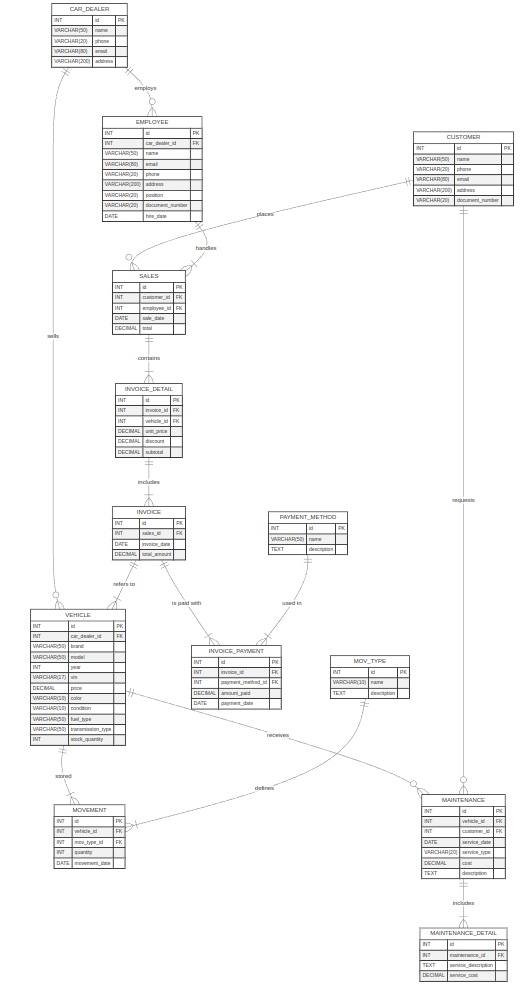 CAR_DEALER
INT id PK
VARCHAR(50) name
VARCHAR(20) phone
VARCHAR(80) email
VARCHAR(200) address
employs
EMPLOYEE
INT id PK
INT car_dealer_id FK
VARCHAR(50) name
VARCHAR(80) email
VARCHAR(20) phone
VARCHAR(200) address
VARCHAR(20) position
VARCHAR(20) document_number
DATE hire_date
CUSTOMER
INT id PK
VARCHAR(50) name
VARCHAR(20) phone
VARCHAR(80) email
VARCHAR(200) address
VARCHAR(20) document_number
places
handles
SALES
INT id PK
INT customer_id FK
INT employee_id FK
DATE sale_date
DECIMAL total
sells
contains
INVOICE_DETAIL
INT id PK
INT invoice_id FK
INT vehicle_id FK
DECIMAL unit_price
DECIMAL discount
DECIMAL subtotal
includes
requests
INVOICE
INT id PK
INT sales_id FK
DATE invoice_date
DECIMAL total_amount
PAYMENT_METHOD
INT id PK
VARCHAR(50) name
TEXT description
refers to
is paid with
used in
VEHICLE
INT id PK
INT car_dealer_id FK
VARCHAR(50) brand
VARCHAR(50) model
INT year
VARCHAR(17) vin
DECIMAL price
VARCHAR(10) color
VARCHAR(10) condition
VARCHAR(50) fuel_type
VARCHAR(50) transmission_type
INT stock_quantity
INVOICE_PAYMENT
INT id PK
INT invoice_id FK
INT payment_method_id FK
DECIMAL amount_paid
DATE payment_date
MOV_TYPE
INT id PK
VARCHAR(10) name
TEXT description
receives
stored
defines
MOVEMENT
INT id PK
INT vehicle_id FK
INT mov_type_id FK
INT quantity
DATE movement_date
MAINTENANCE
INT id PK
INT vehicle_id FK
INT customer_id FK
DATE service_date
VARCHAR(20) service_type
DECIMAL cost
TEXT description
includes
MAINTENANCE_DETAIL
INT id PK
INT maintenance_id FK
TEXT service_description
DECIMAL service_cost